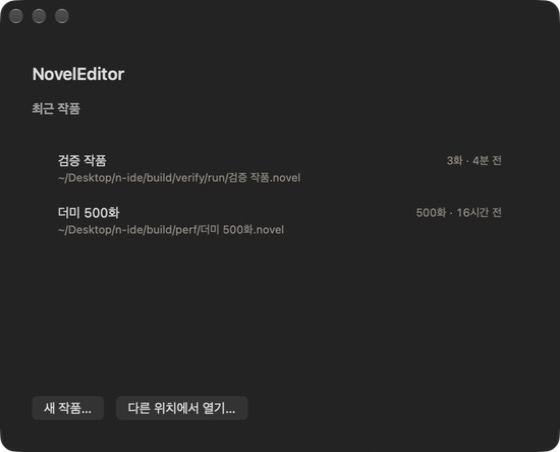 NovelEditor
최근 작품
검증 작품
3화 · 4분 전
~/Desktop/n-ide/build/verify/run/검증 작품.novel
더미 500화
500화 · 16시간 전
~/Desktop/n-ide/build/perf/더미 500화.novel
새 작품...
다른 위치에서 열기...